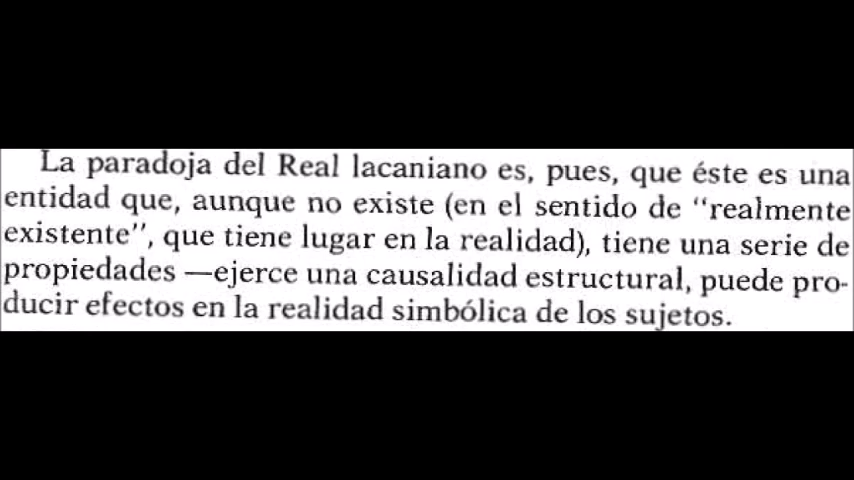 La paradoja del Real lacaniano es, pues, que éste es una
entidad que, aunque no existe (en el sentido de “realmente
existente”, que tiene lugar en la realidad), tiene una serie de
propiedades —ejerce una causalidad estructural, puede pro-
ducir efectos en la realidad simbólica de los sujetos.